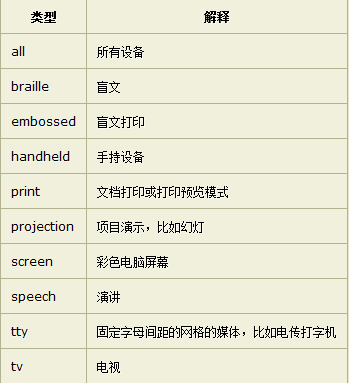 类型 解释
all 所有设备
braille 盲文
embossed 盲文打印
handheld 手持设备
print 文档打印或打印预览模式
projection 项目演示，比如幻灯
screen 彩色电脑屏幕
speech 演讲
tty 固定字母间距的网格的媒体，比如电传打字机
tv 电视